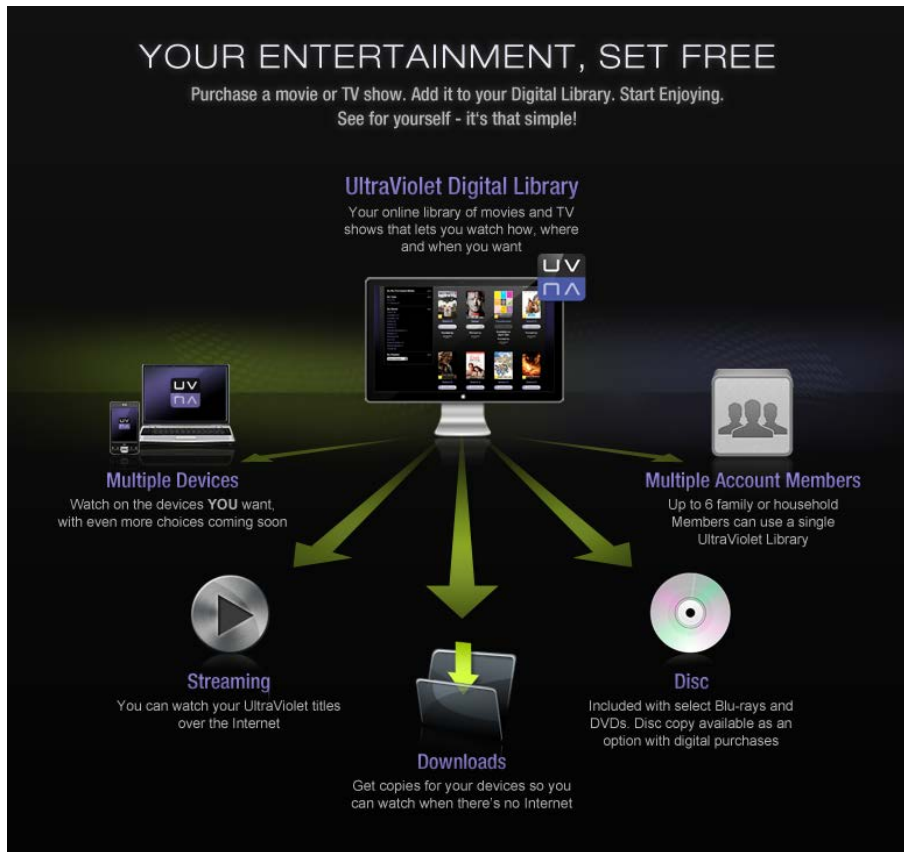 YOUR ENTERTAINMENT, SET FREE
Purchase a movie or TV show. Add it to your Digital Library. Start Enjoying.
See for yourself - it's that simple!
UltraViolet Digital Library
Your online library of movies and TV
shows that lets you watch how, where
and when you want
UV
UV
Multiple Devices
Watch on the devices YOU want,
with even more choices coming soon
Multiple Account Members
Up to 6 family or household
Members can use a single
UltraViolet Library
Streaming
You can watch your UltraViolet titles
over the Internet
Disc
Included with select Blu-rays and
DVDs. Disc copy available as an
option with digital purchases
Downloads
Get copies for your devices so you
can watch when there's no Internet